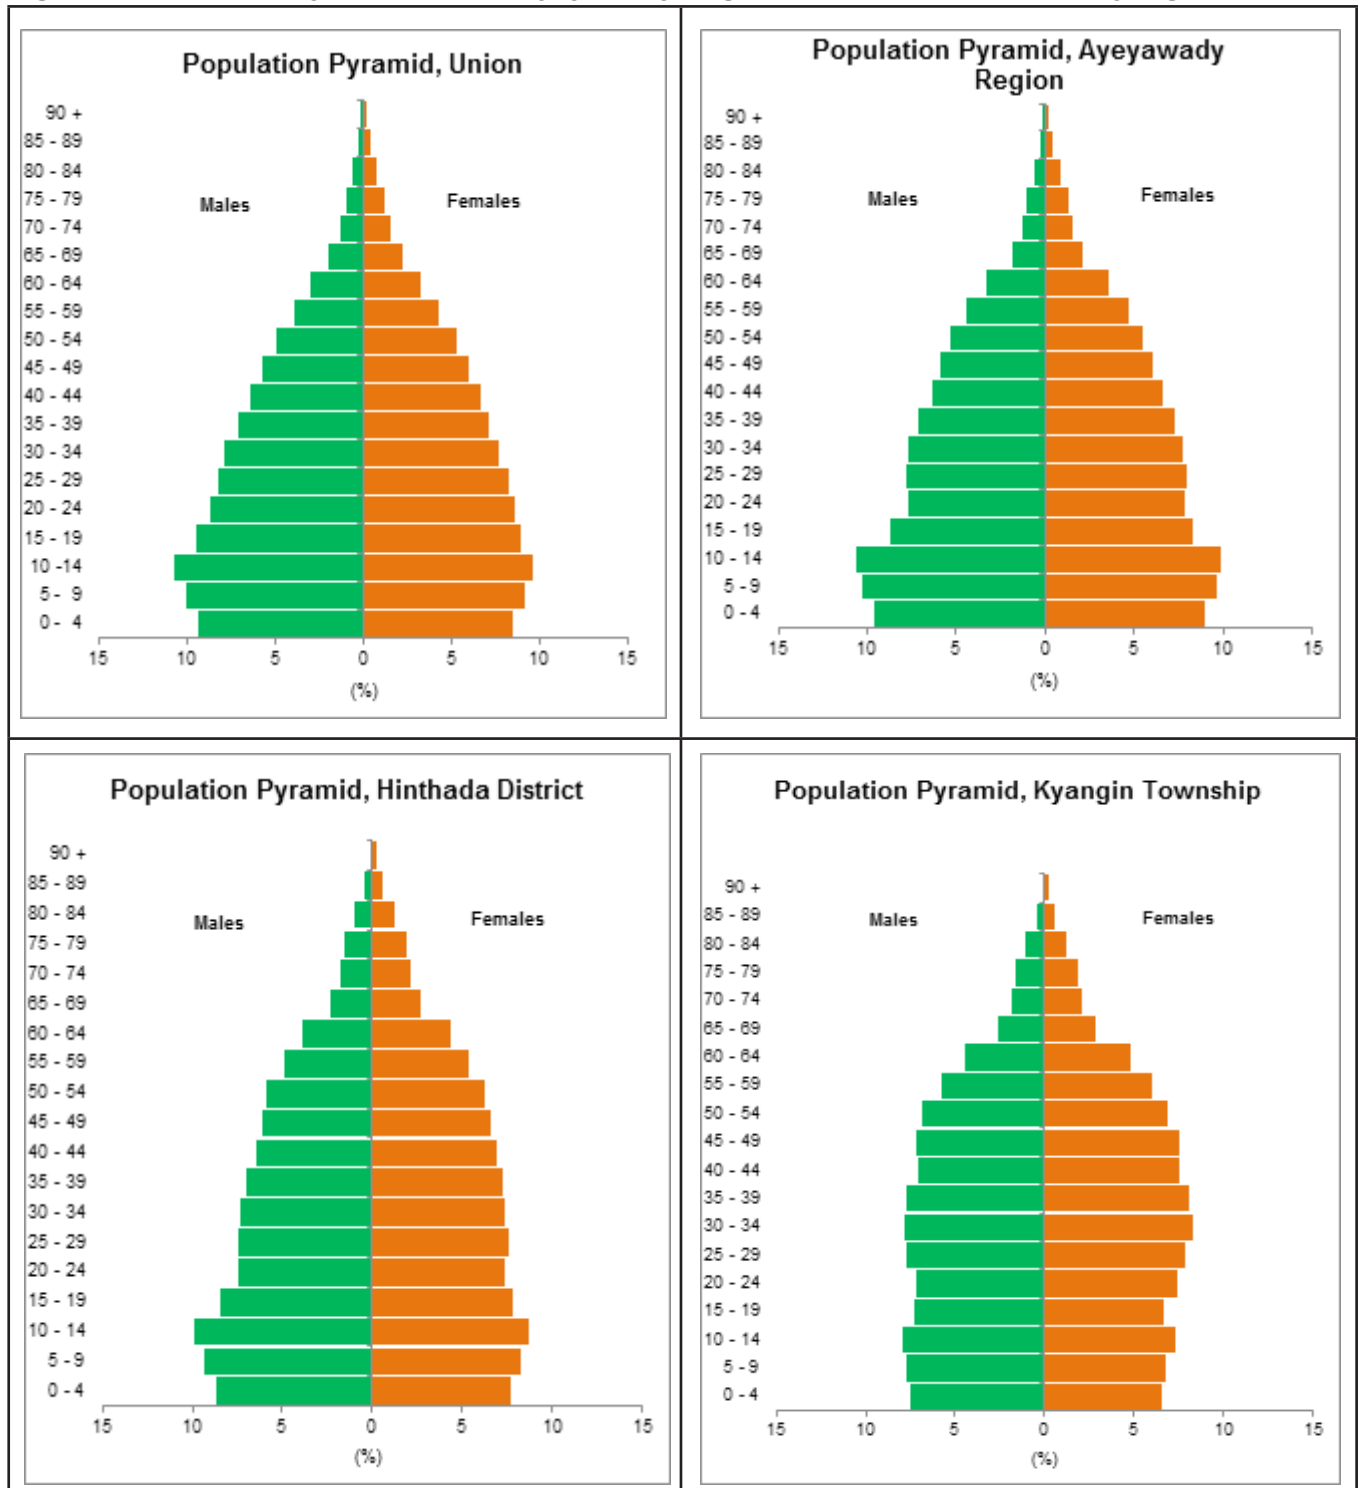 Population Pyramid, Union
90 +
85 - 89
80 - 84
75 - 79
70 - 74
65 - 69
60 - 64
55 - 59
50 - 54
45 - 49
40 - 44
35 - 39
30 - 34
25 - 29
20 - 24
15 - 19
10 -14
5 - 9
0 - 4
Males
Females
15 10 5 0 5 10 15
(%)
Population Pyramid, Ayeyawady
Region
90 +
85 - 89
80 - 84
75 - 79
70 - 74
65 - 69
60 - 64
55 - 59
50 - 54
45 - 49
40 - 44
35 - 39
30 - 34
25 - 29
20 - 24
15 - 19
10 - 14
5 - 9
0 - 4
Males
Females
15 10 5 0 5 10 15
(%)
Population Pyramid, Hinthada District
90 +
85 - 89
80 - 84
75 - 79
70 - 74
65 - 69
60 - 64
55 - 59
50 - 54
45 - 49
40 - 44
35 - 39
30 - 34
25 - 29
20 - 24
15 - 19
10 - 14
5 - 9
0 - 4
Males
Females
15 10 5 0 5 10 15
(%)
Population Pyramid, Kyangin Township
90 +
85 - 89
80 - 84
75 - 79
70 - 74
65 - 69
60 - 64
55 - 59
50 - 54
45 - 49
40 - 44
35 - 39
30 - 34
25 - 29
20 - 24
15 - 19
10 - 14
5 - 9
0 - 4
Males
Females
15 10 5 0 5 10 15
(%)